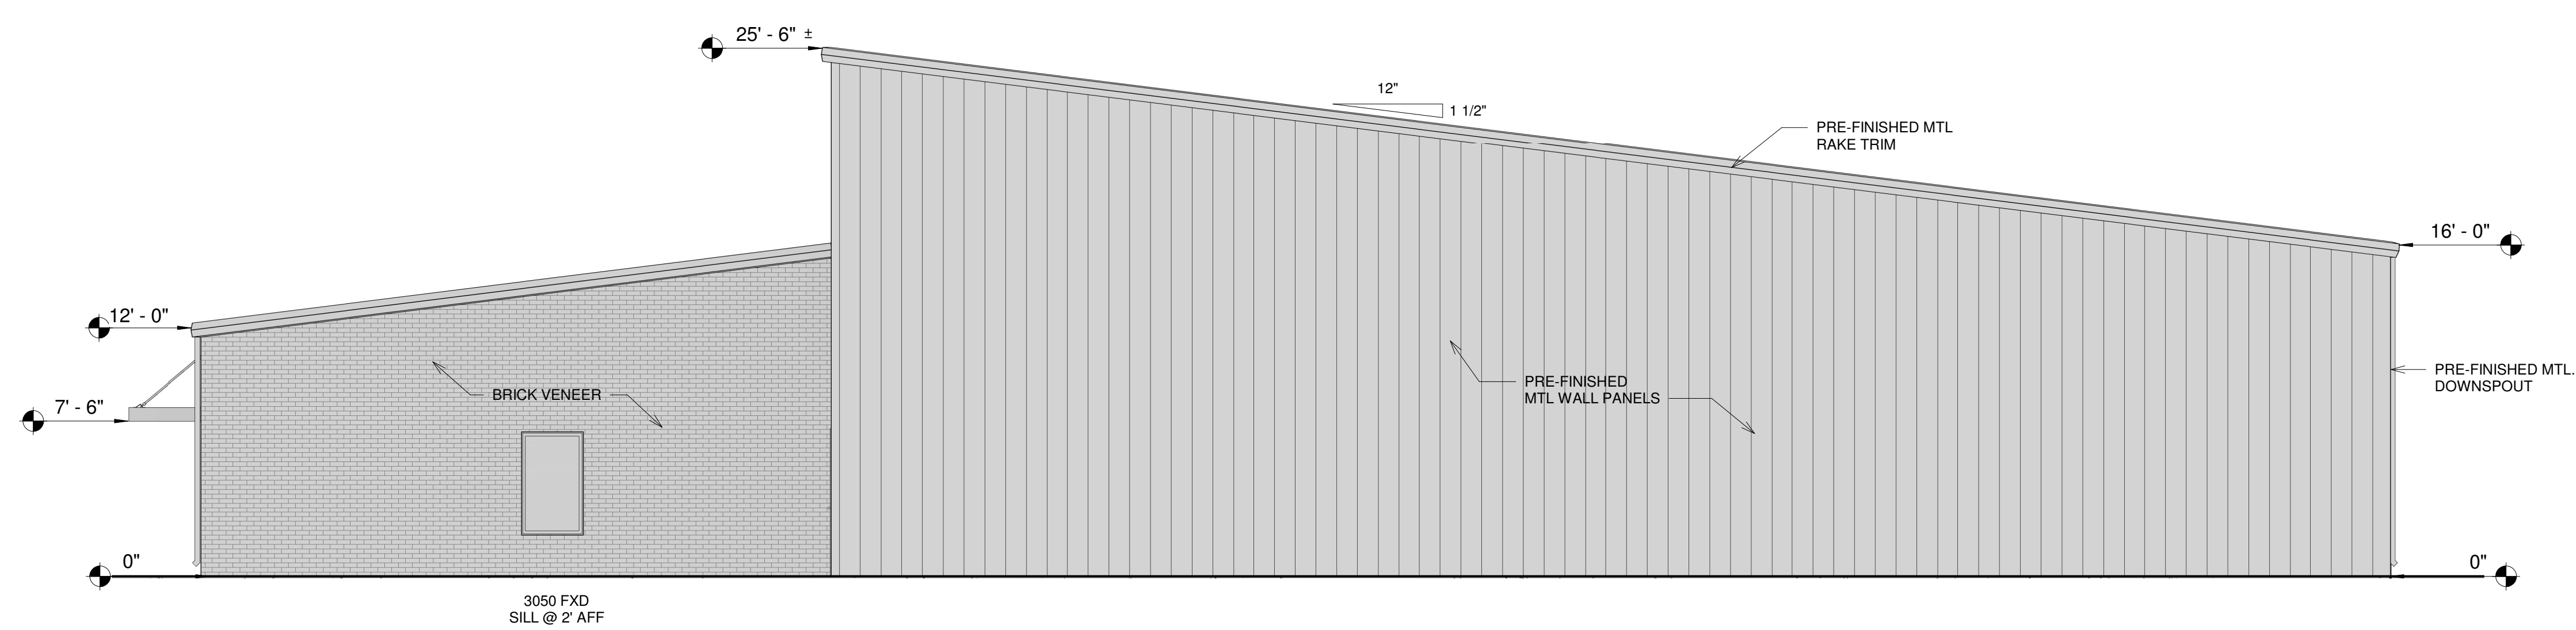 25' - 6" ±
12"
1 1/2"
PRE-FINISHED MTL
RAKE TRIM
16' - 0"
12' - 0"
PRE-FINISHED MTL.
DOWNSPOUT
PRE-FINISHED
MTL WALL PANELS
BRICK VENEER
7' - 6"
0"
0"
3050 FXD
SILL @ 2' AFF